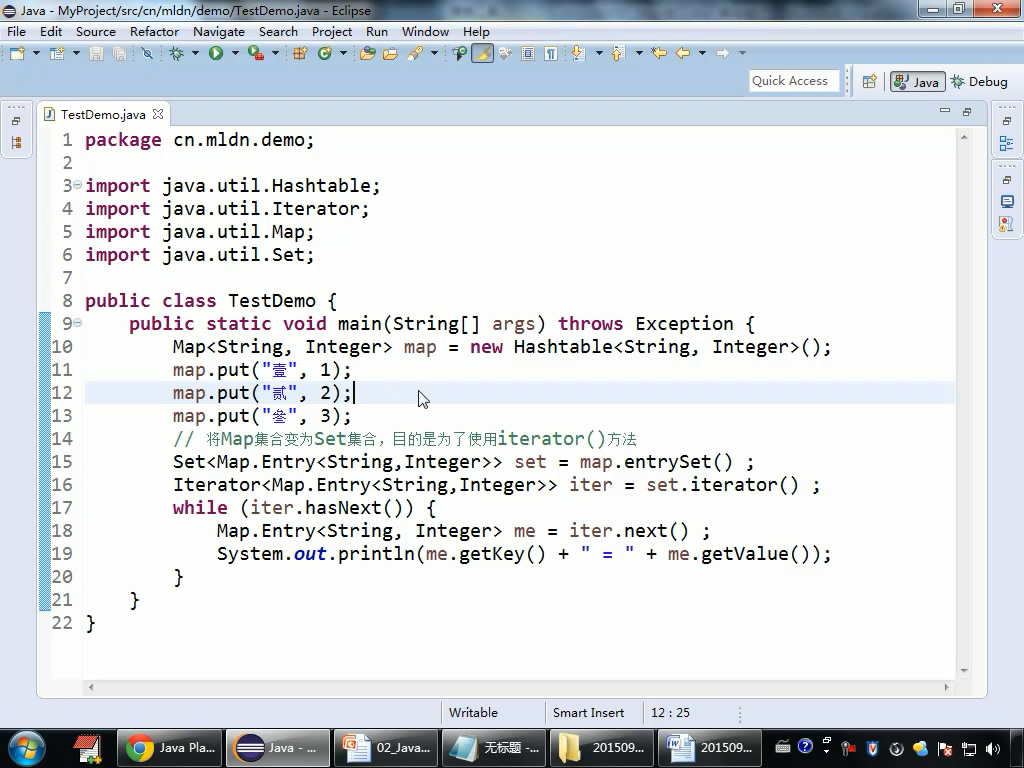 Java - MyProject/src/cn/mldn/demo/TestDemo.java - Eclipse
File Edit Source Refactor Navigate Search Project Run Window Help
Quick Access
Java
Debug
TestDemo.java
1 package cn.mldn.demo;
2
3 import java.util.Hashtable;
4 import java.util.Iterator;
5 import java.util.Map;
6 import java.util.Set;
7
8 public class TestDemo {
9 public static void main(String[] args) throws Exception {
10 Map<String, Integer> map = new Hashtable<String, Integer>();
11 map.put("壹", 1);
12 map.put("贰", 2);
13 map.put("叁", 3);
14 // 将Map集合变为Set集合，目的是为了使用iterator()方法
15 Set<Map.Entry<String,Integer>> set = map.entrySet() ;
16 Iterator<Map.Entry<String,Integer>> iter = set.iterator() ;
17 while (iter.hasNext()) {
18 Map.Entry<String, Integer> me = iter.next() ;
19 System.out.println(me.getKey() + " = " + me.getValue());
20 }
21 }
22 }
Writable
Smart Insert
12 : 25
Java Pla...
Java - ...
02_Java...
无标题 -...
201509...
201509...